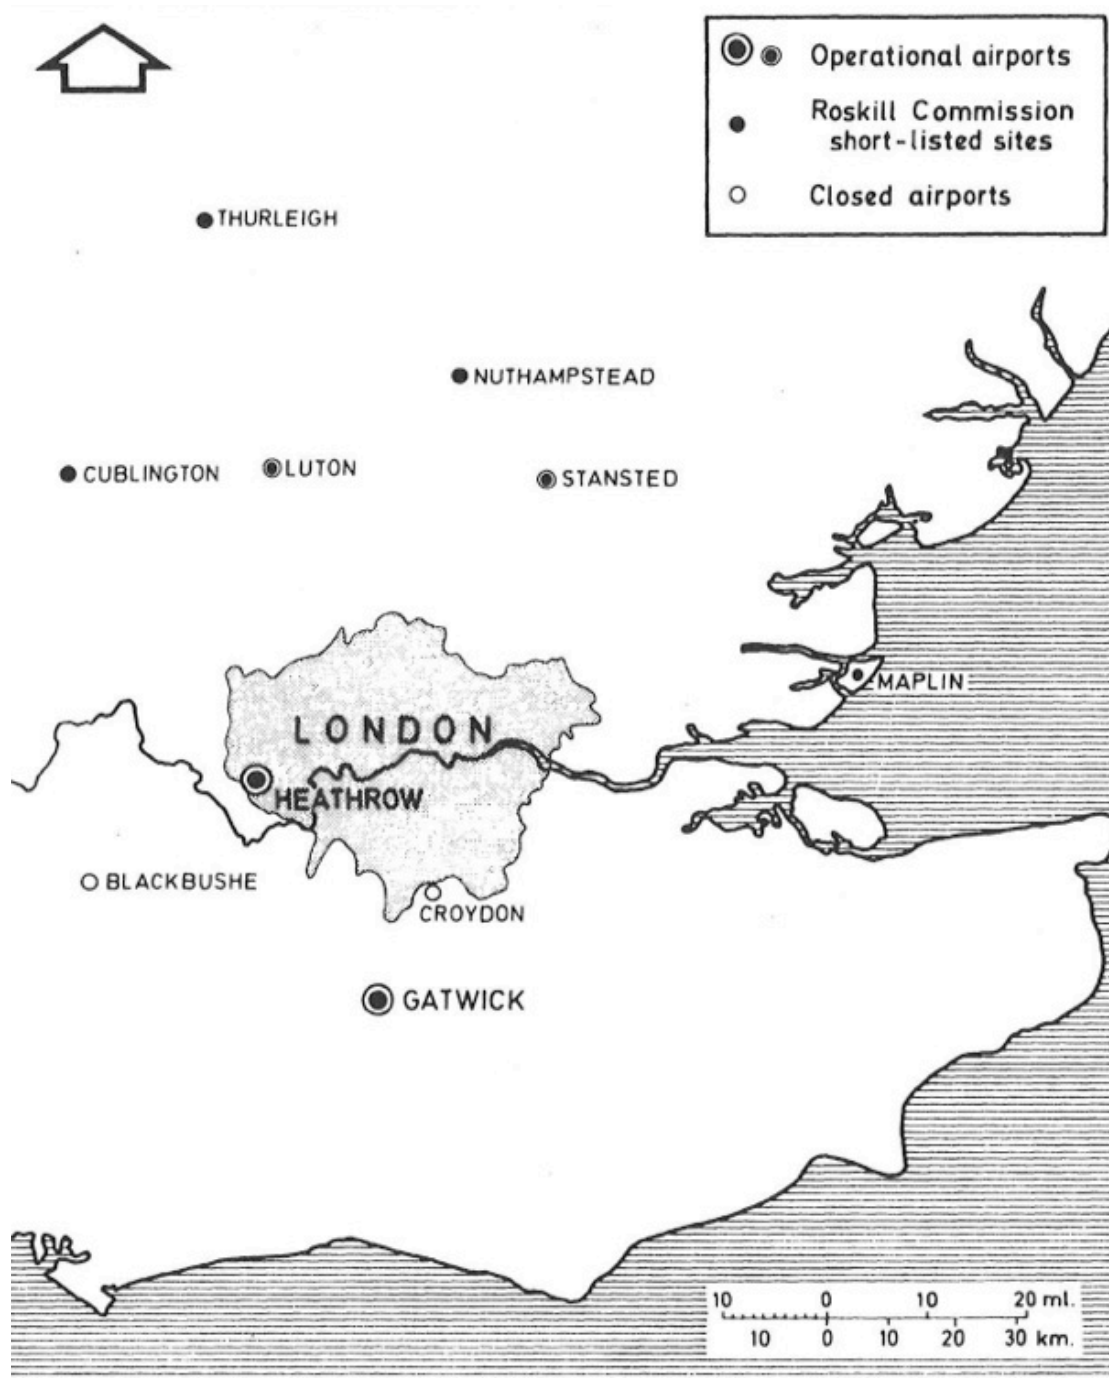 Operational airports
Roskill Commission
short-listed sites
Closed airports
THURLEIGH
NUTHAMPSTEAD
CUBLINGTON
LUTON
STANSTED
MAPLIN
LONDON
HEATHROW
BLACKBUSHE
CROYDON
GATWICK
10 0 10 20 ml.
10 0 10 20 30 km.